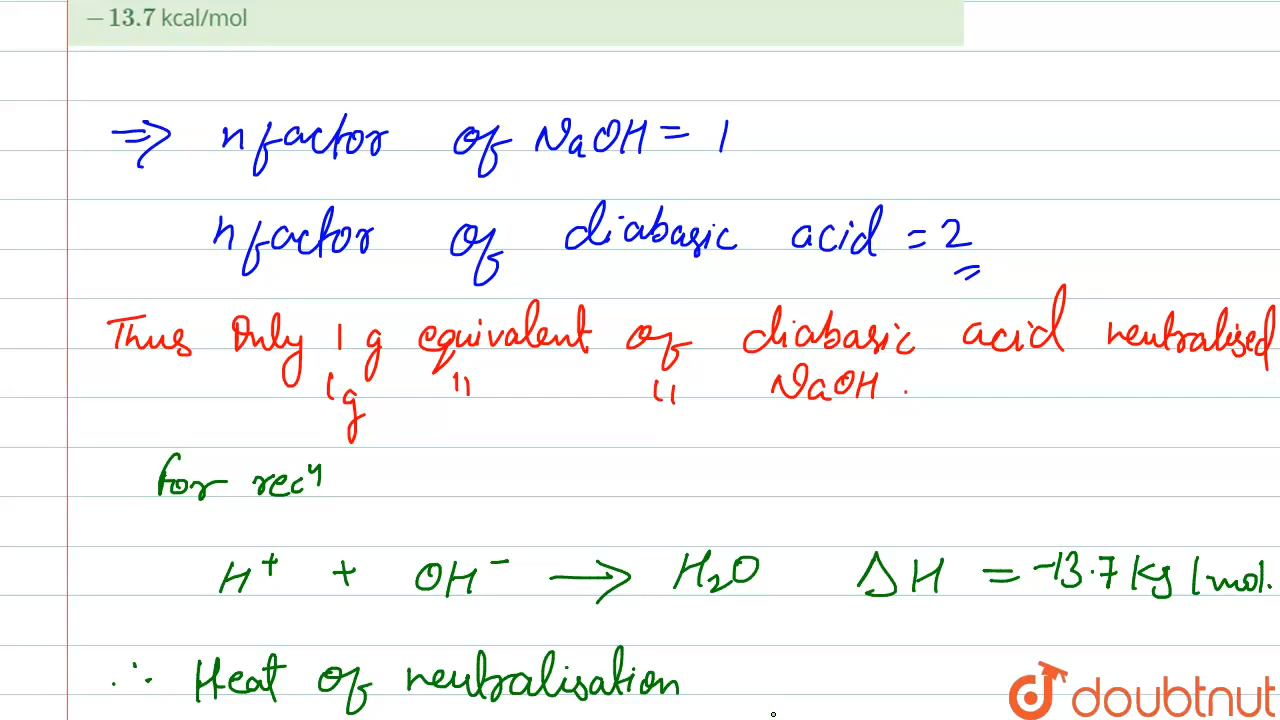 −13.7 kcal/mol
⇒ n factor of NaOH = 1
n factor of diabasic acid = 2
Thus Only 1 g equivalent of diabasic acid neutralised
1g " " NaOH.
For recⁿ
H⁺ + OH⁻ → H₂O ΔH = -13.7 KJ/mol.
∴ Heat of neutralisation
doubtnut